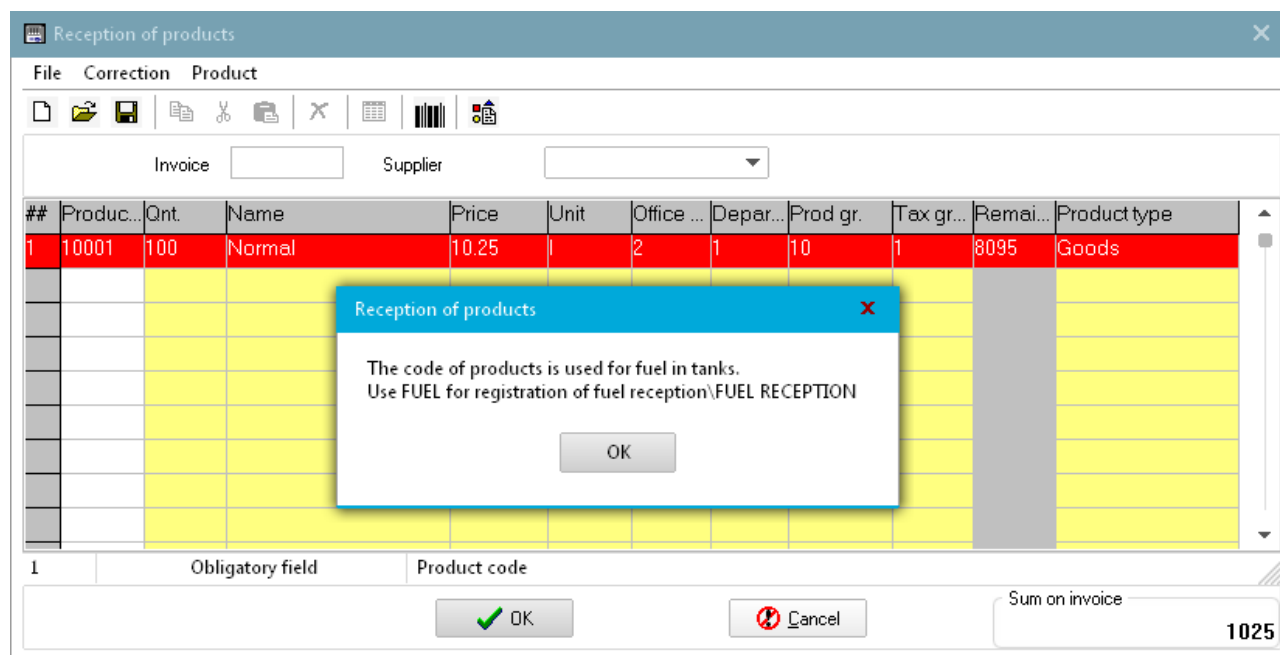 Reception of products
File Correction Product
Invoice Supplier
## Produc... Qnt. Name Price Unit Office ... Depar... Prod gr. Tax gr... Remai... Product type
1 10001 100 Normal 10.25 l 2 1 10 1 8095 Goods
Reception of products
The code of products is used for fuel in tanks.
Use FUEL for registration of fuel reception\FUEL RECEPTION
OK
1 Obligatory field Product code
OK Cancel Sum on invoice
1025